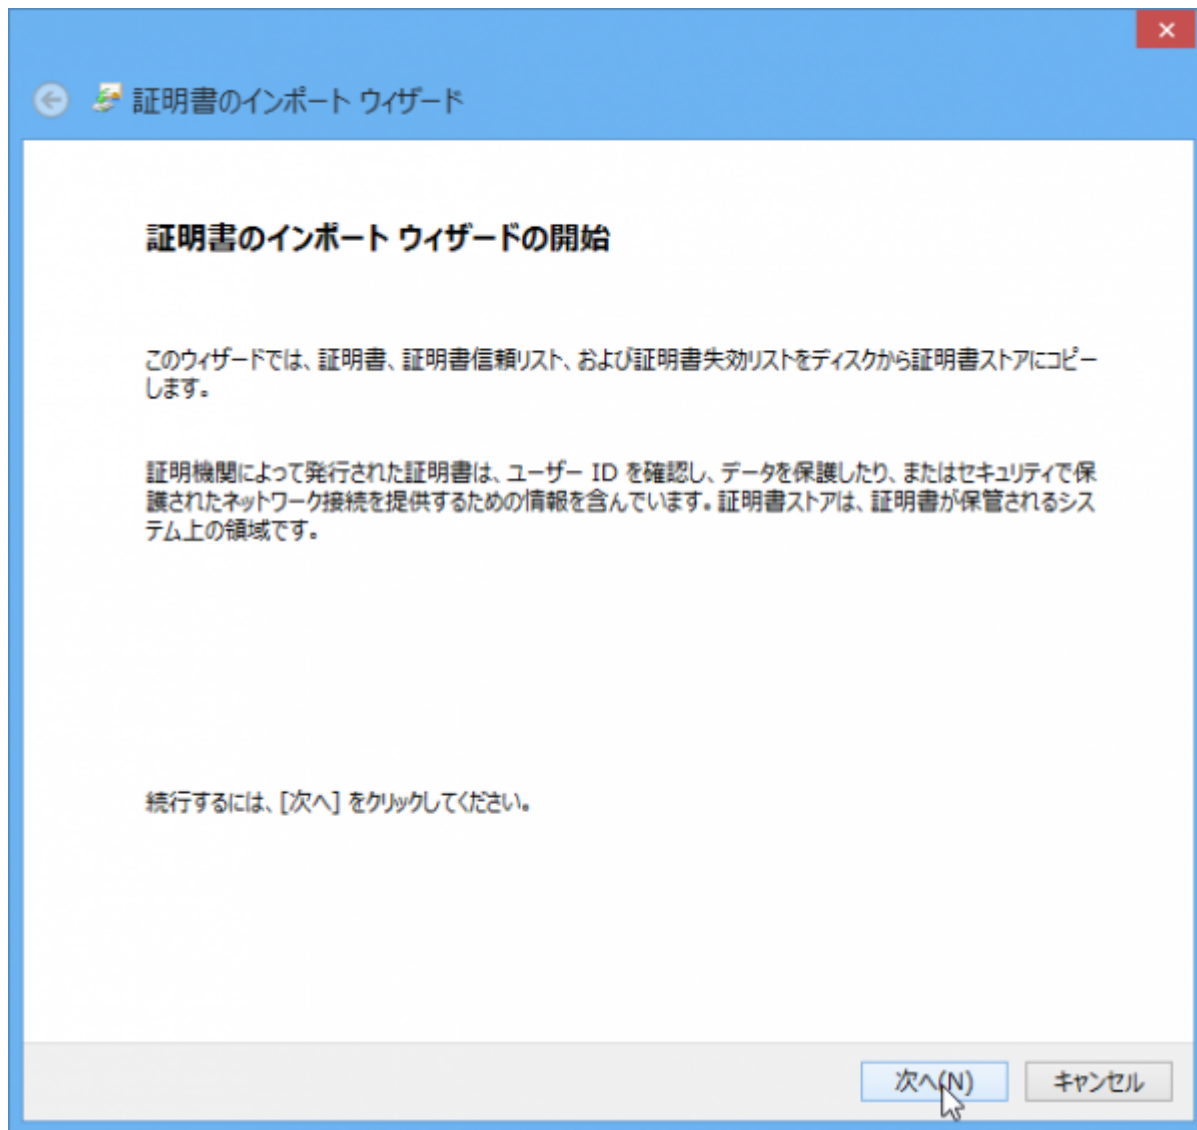 証明書のインポート ウィザード
証明書のインポート ウィザードの開始
このウィザードでは、証明書、証明書信頼リスト、および証明書失効リストをディスクから証明書ストアにコピー
します。
証明機関によって発行された証明書は、ユーザー ID を確認し、データを保護したり、またはセキュリティで保
護されたネットワーク接続を提供するための情報を含んでいます。証明書ストアは、証明書が保管されるシス
テム上の領域です。
続行するには、[次へ] をクリックしてください。
次へ(N)
キャンセル